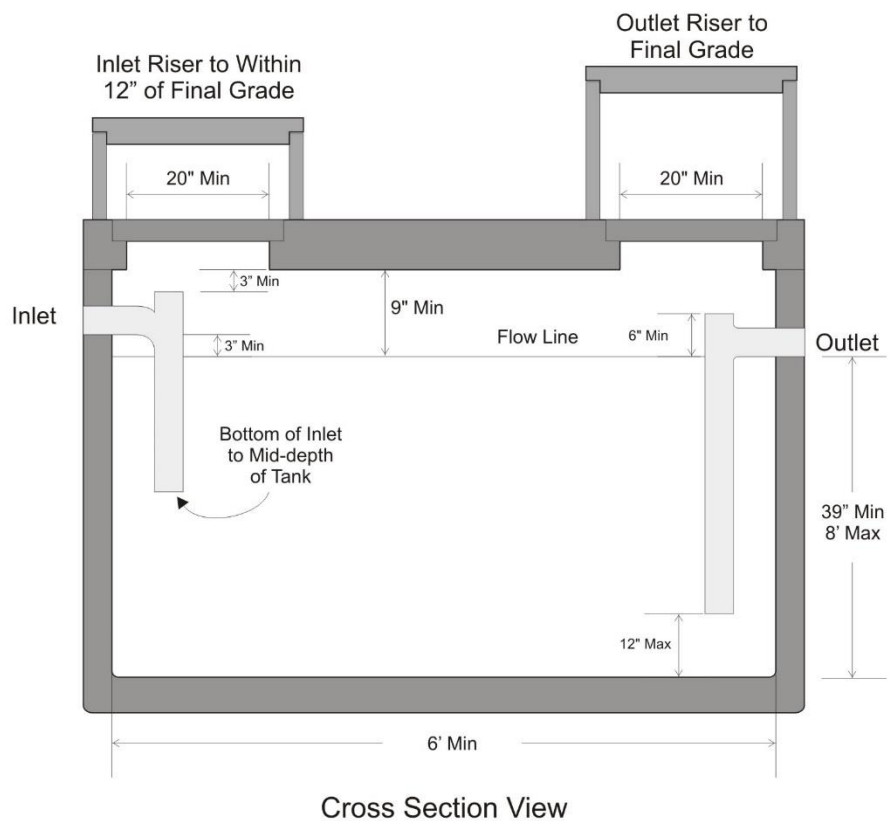 Outlet Riser to
Final Grade
Inlet Riser to Within
12” of Final Grade
20" Min
20" Min
3” Min
9" Min
Inlet
3” Min
Flow Line
6" Min
Outlet
Bottom of Inlet
to Mid-depth
of Tank
39” Min
8’ Max
12" Max
6’ Min
Cross Section View